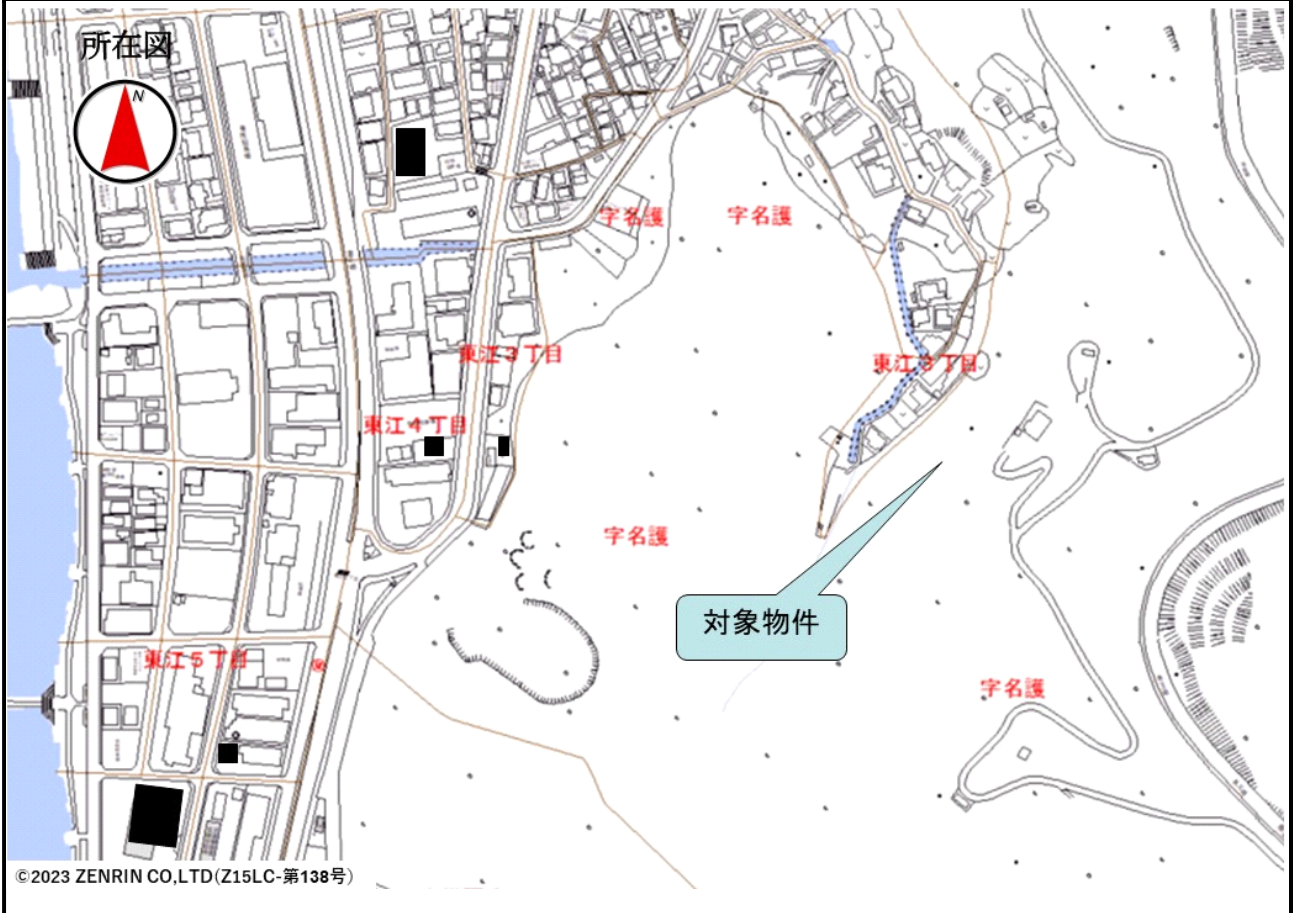 所在図
N
字名護
字名護
東江3丁目
東江3丁目
東江4丁目
字名護
対象物件
東江5丁目
字名護
©2023 ZENRIN CO,LTD(Z15LC-第138号)